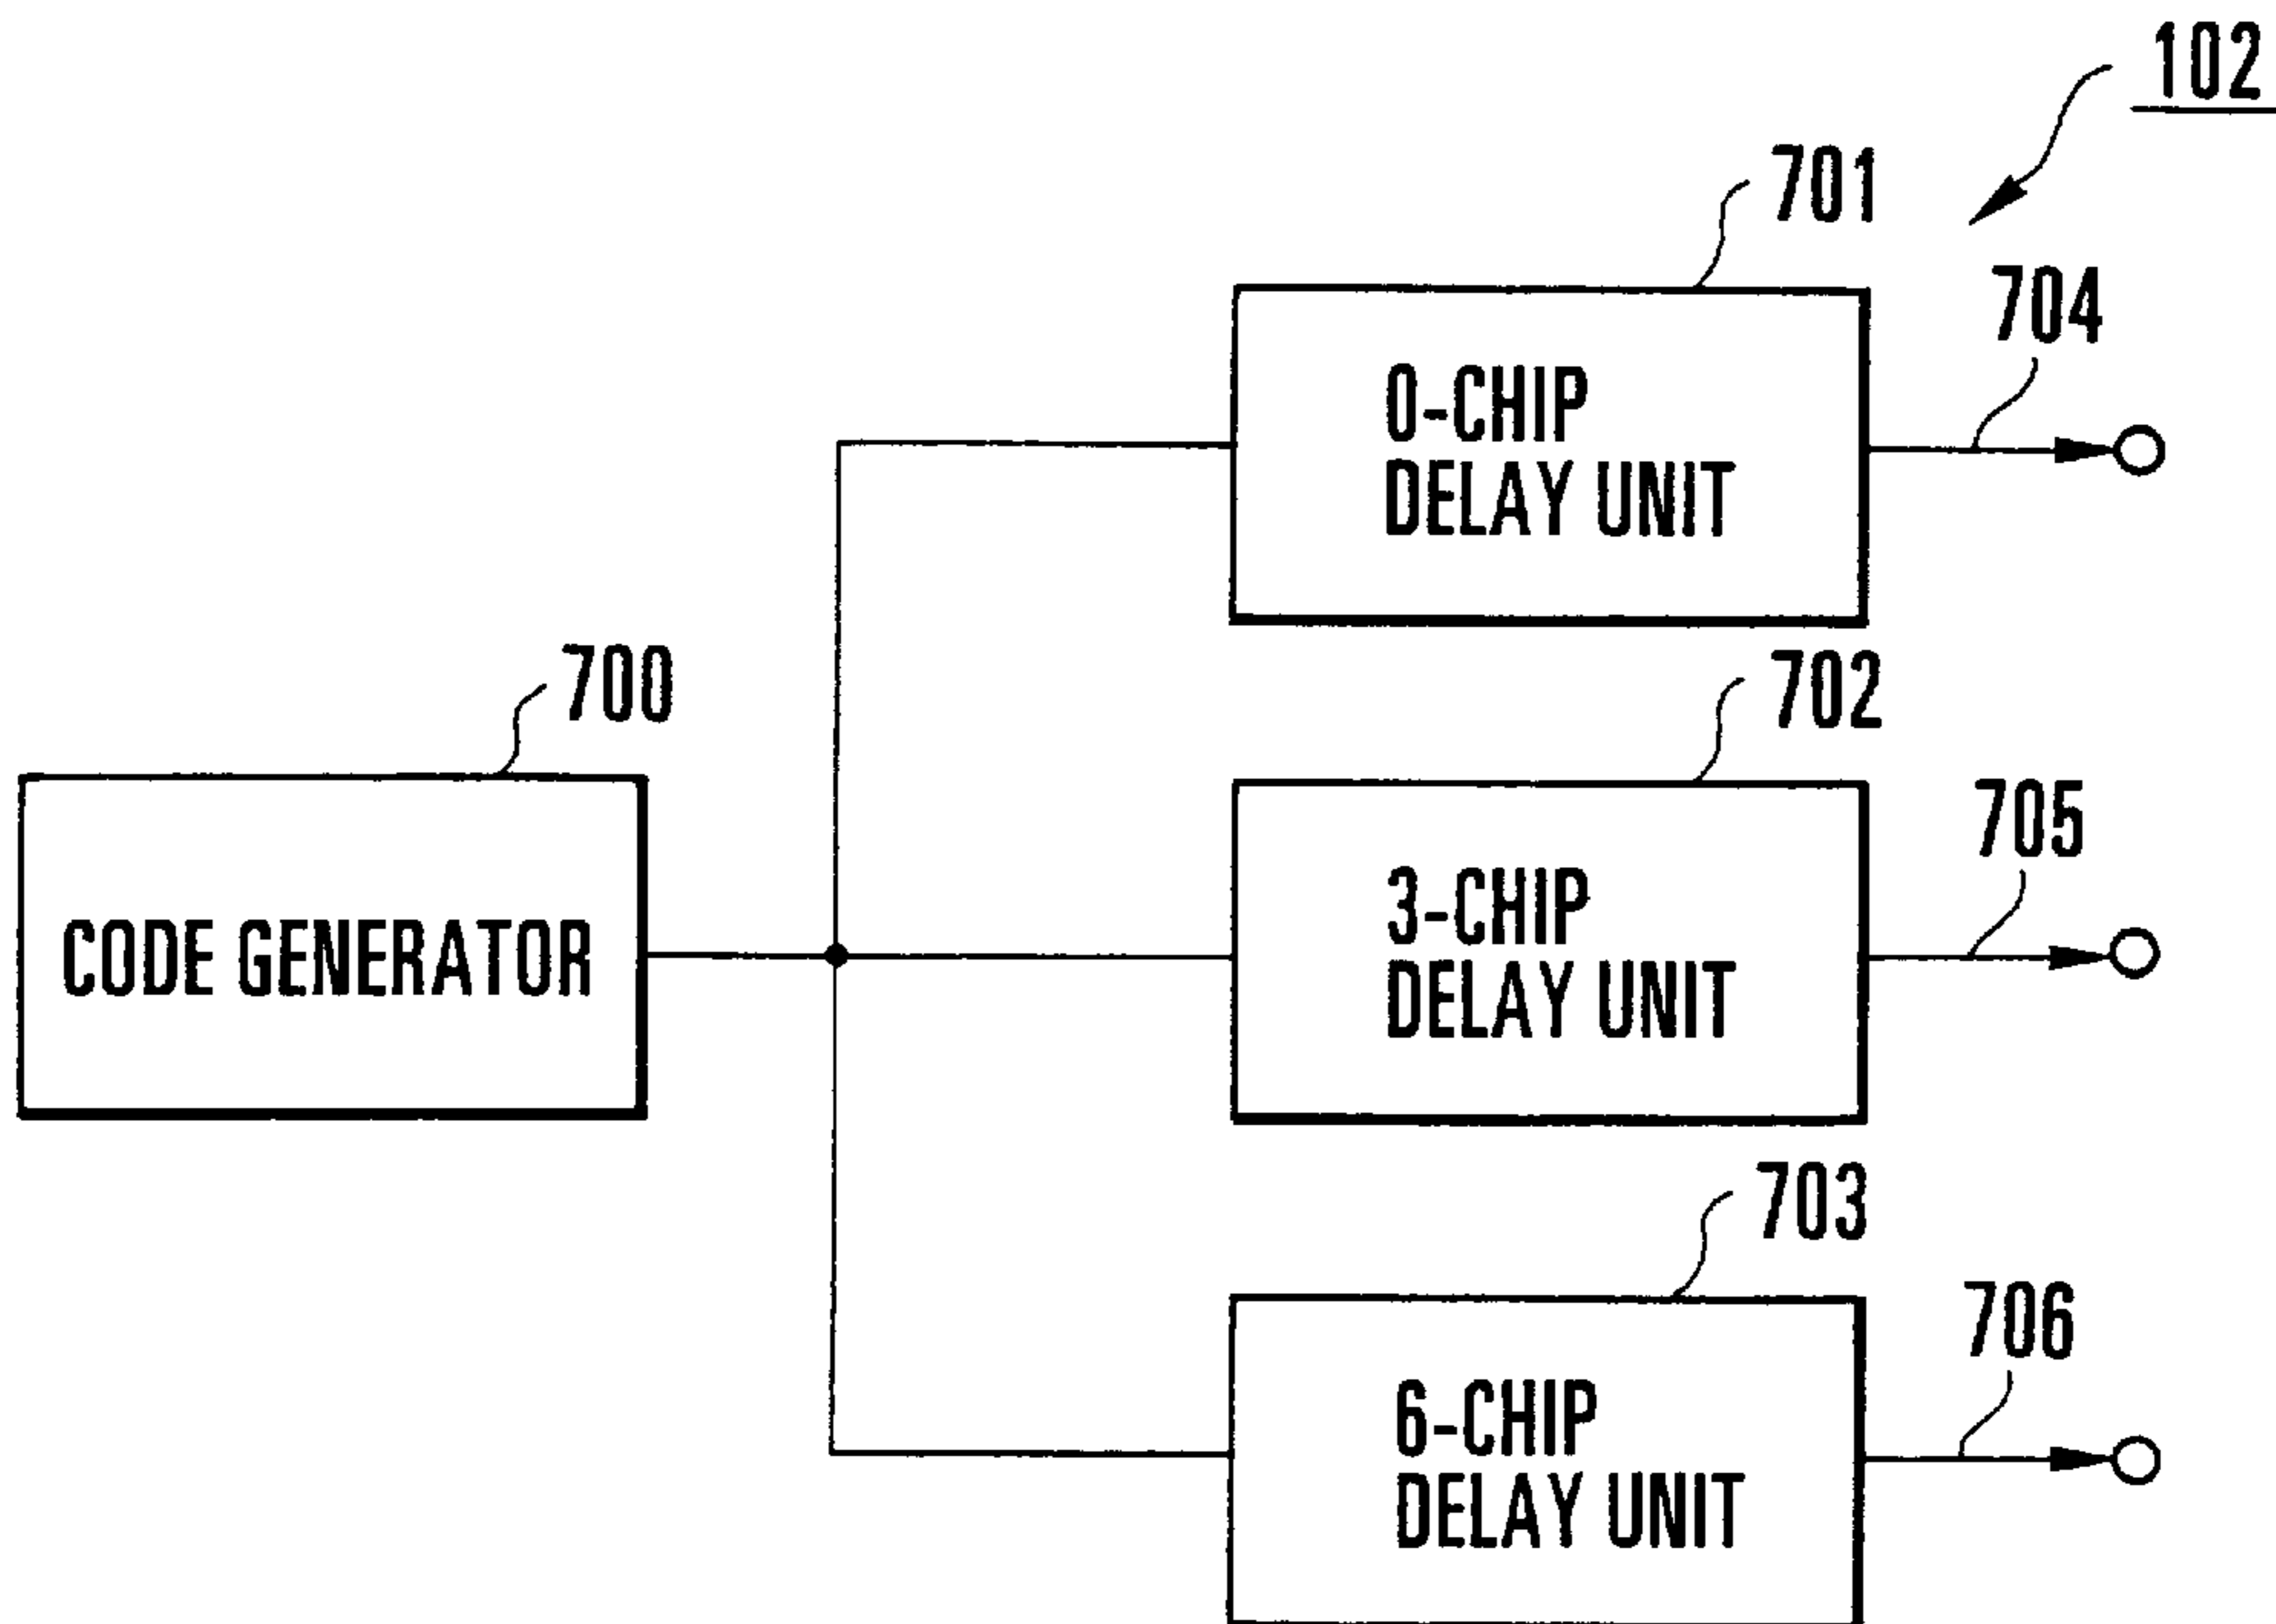 102
701
704
0-CHIP
DELAY UNIT
700
702
705
CODE GENERATOR
3-CHIP
DELAY UNIT
703
706
6-CHIP
DELAY UNIT